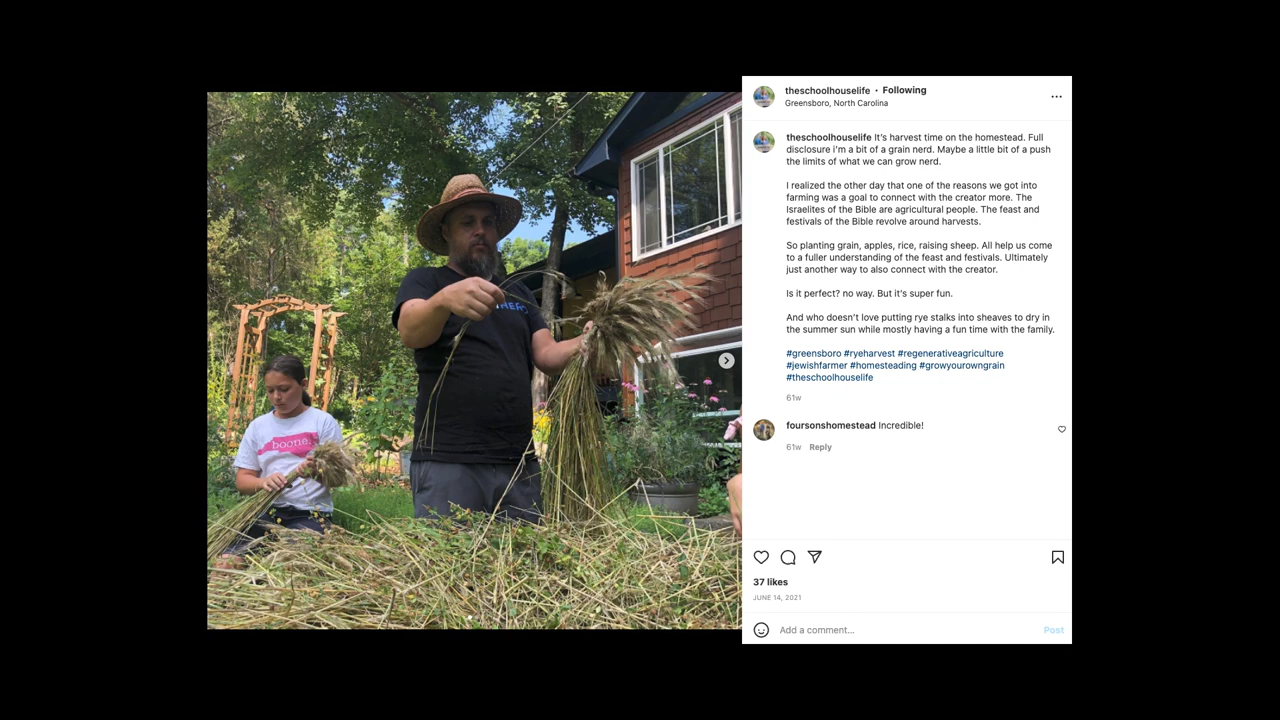 theschoolhouselife • Following
Greensboro, North Carolina
theschoolhouselife It's harvest time on the homestead. Full
disclosure i'm a bit of a grain nerd. Maybe a little bit of a push
the limits of what we can grow nerd.
I realized the other day that one of the reasons we got into
farming was a goal to connect with the creator more. The
Israelites of the Bible are agricultural people. The feast and
festivals of the Bible revolve around harvests.
So planting grain, apples, rice, raising sheep. All help us come
to a fuller understanding of the feast and festivals. Ultimately
just another way to also connect with the creator.
Is it perfect? no way. But it's super fun.
And who doesn't love putting rye stalks into sheaves to dry in
the summer sun while mostly having a fun time with the family.
#greensboro #ryeharvest #regenerativeagriculture
#jewishfarmer #homesteading #growyourowngrain
#theschoolhouselife
61w
foursonshomestead Incredible!
61w Reply
37 likes
JUNE 14, 2021
Add a comment...
Post
boone.